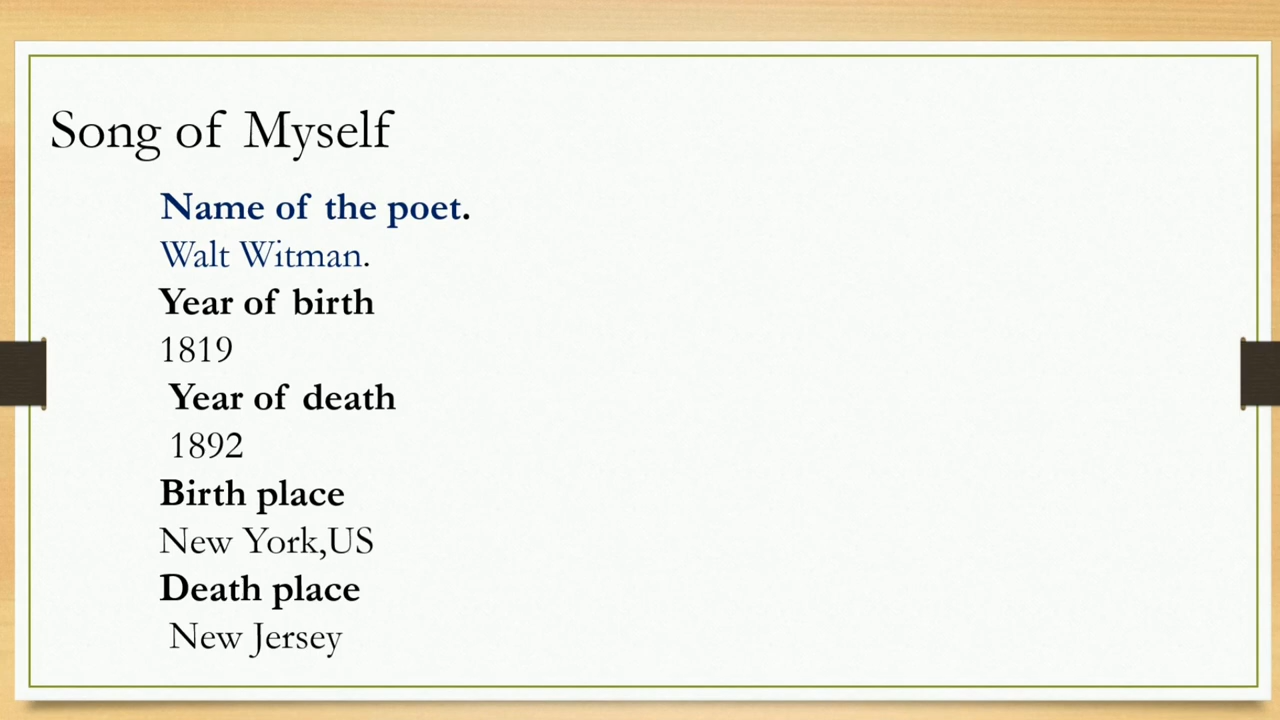 Song of Myself
Name of the poet.
Walt Witman.
Year of birth
1819
Year of death
1892
Birth place
New York,US
Death place
New Jersey